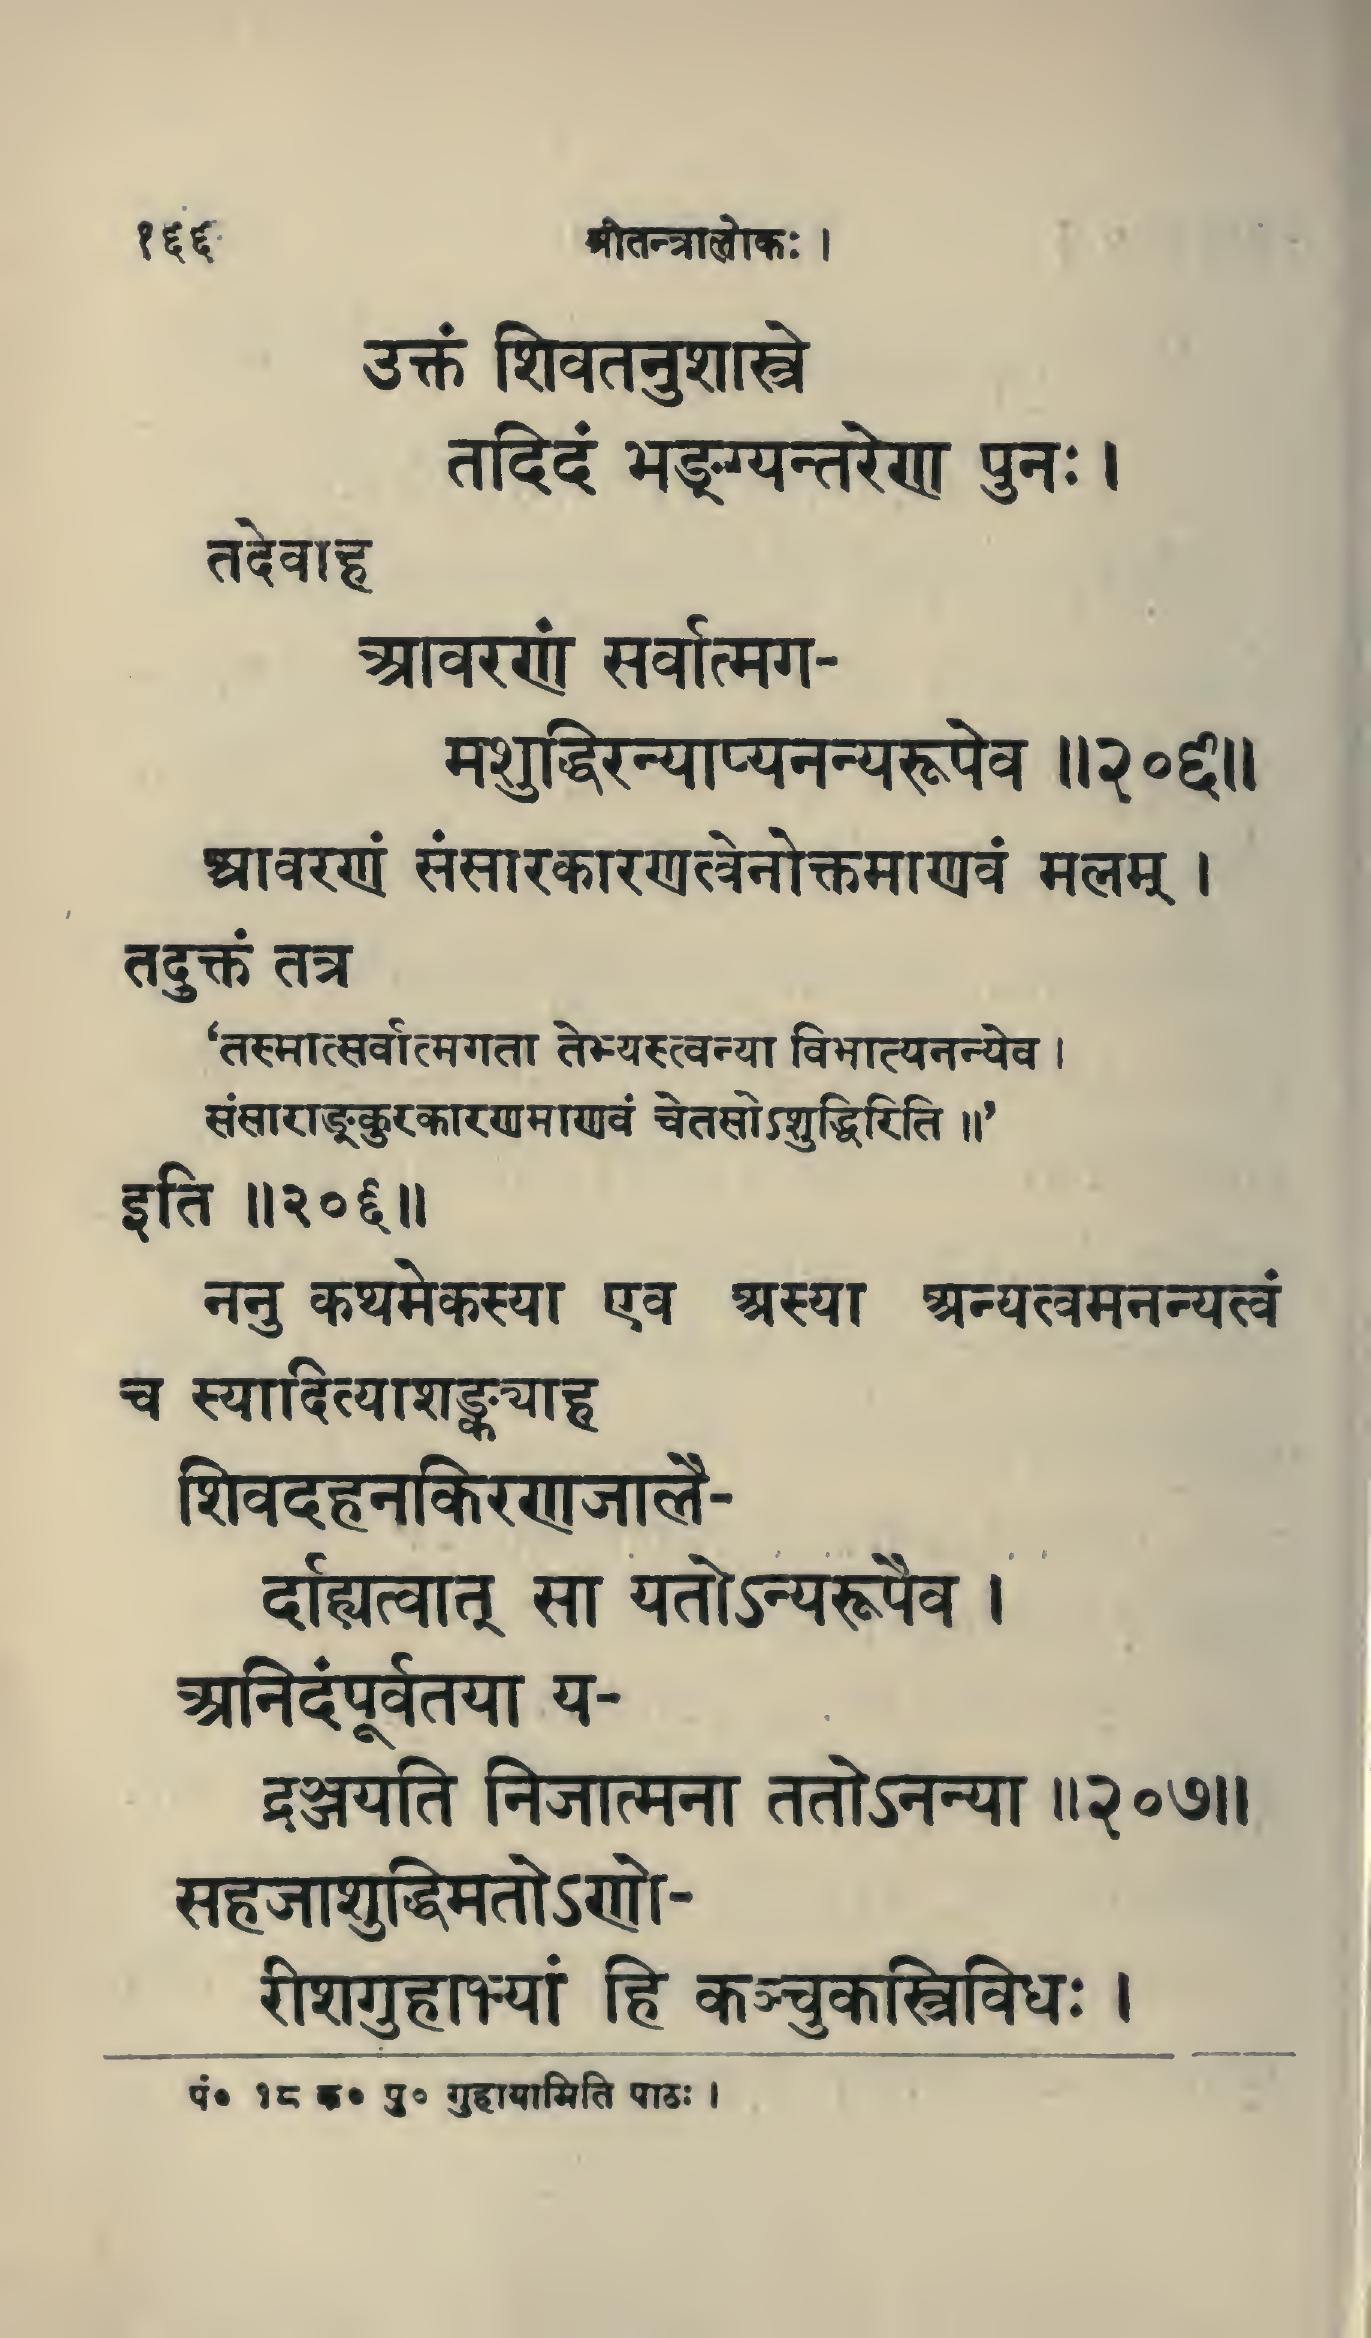 १६६ श्रीतन्त्रालोकः ।
उक्तं शिवतनुशास्त्रे
तदिदं भङ्ग्यन्तरेण पुनः ।
तदेवाह
आवरणं सर्वात्मग-
मशुद्धिरन्याप्यनन्यरूपेव ॥२०६॥
आवरणं संसारकारणत्वेनोक्तमाणवं मलम् ।
तदुक्तं तत्र
‘तस्मात्सर्वात्मगता तेभ्यस्त्वन्या विभात्यनन्येव ।
संसाराङ्कुरकारणमाणवं चेतसोऽशुद्धिरिति ॥’
इति ॥२०६॥
ननु कथमेकस्या एव अस्या अन्यत्वमनन्यत्वं
च स्यादित्याशङ्क्याह
शिवदहनकिरणजालै-
र्दाह्यत्वात् सा यतोऽन्यरूपैव ।
अनिदंपूर्वतया य-
द्रञ्जयति निजात्मना ततोऽनन्या ॥२०७॥
सहजाशुद्धिमतोऽणो-
रीशगुहाभ्यां हि कञ्चुकस्त्रिविधः ।
पं० १८ क० पु० गुहायामिति पाठः ।